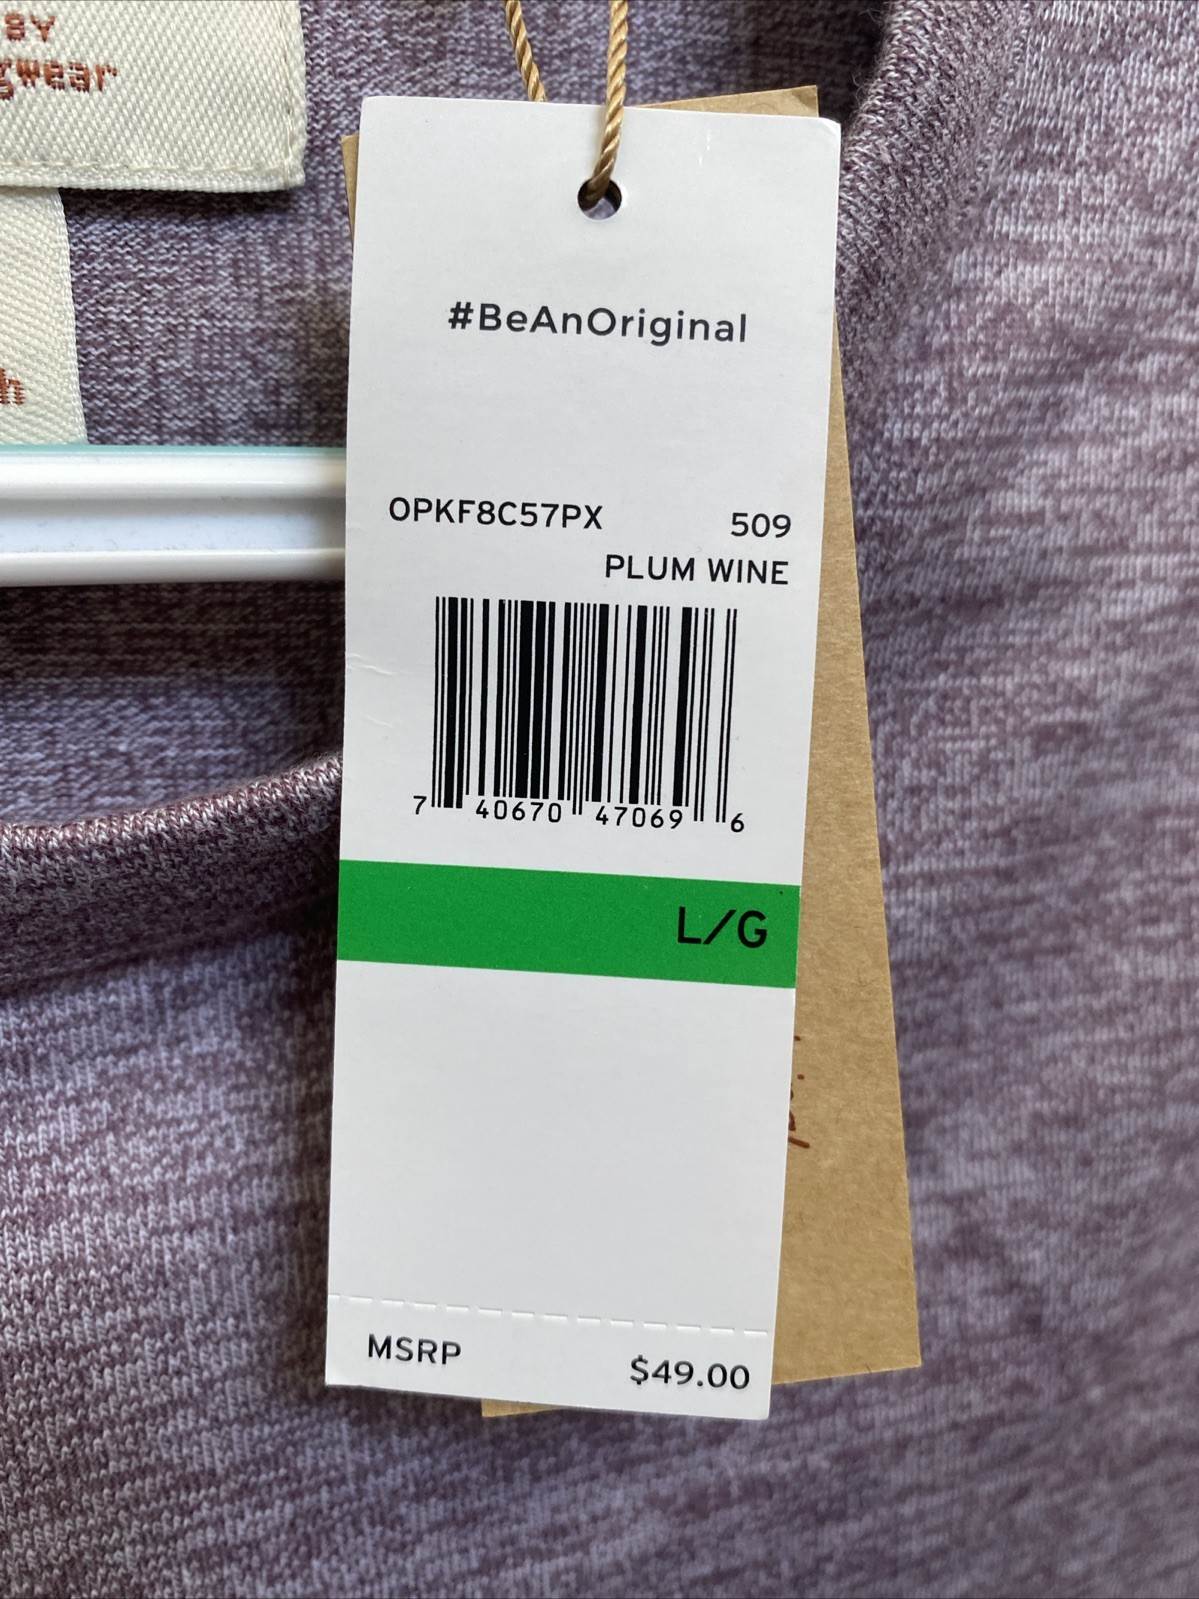 BY
#BeAnOriginal
OPKF8C57PX 509
PLUM WINE
7 40670 47069 6
L/G
MSRP $49.00